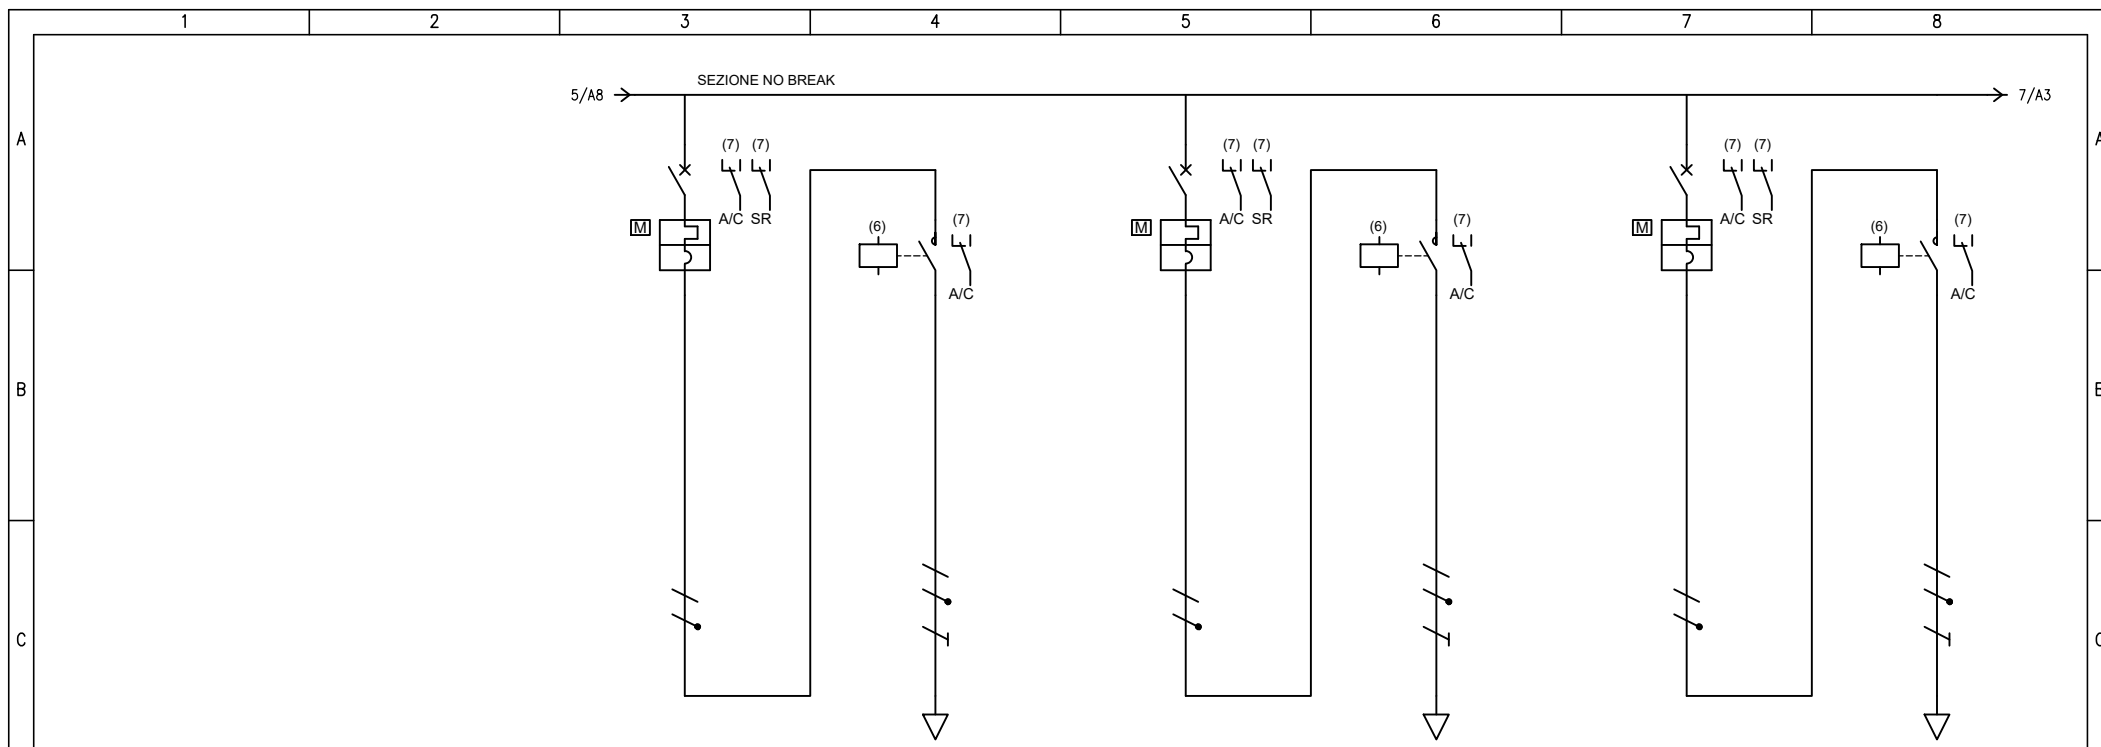 1 2 3 4 5 6 7 8
SEZIONE NO BREAK
5/A8 7/A3
A A
(7) (7) (7) (7) (7) (7)
A/C SR A/C SR A/C SR
M (6) (7) M (6) (7) M (6) (7)
A/C A/C A/C
B B
C C